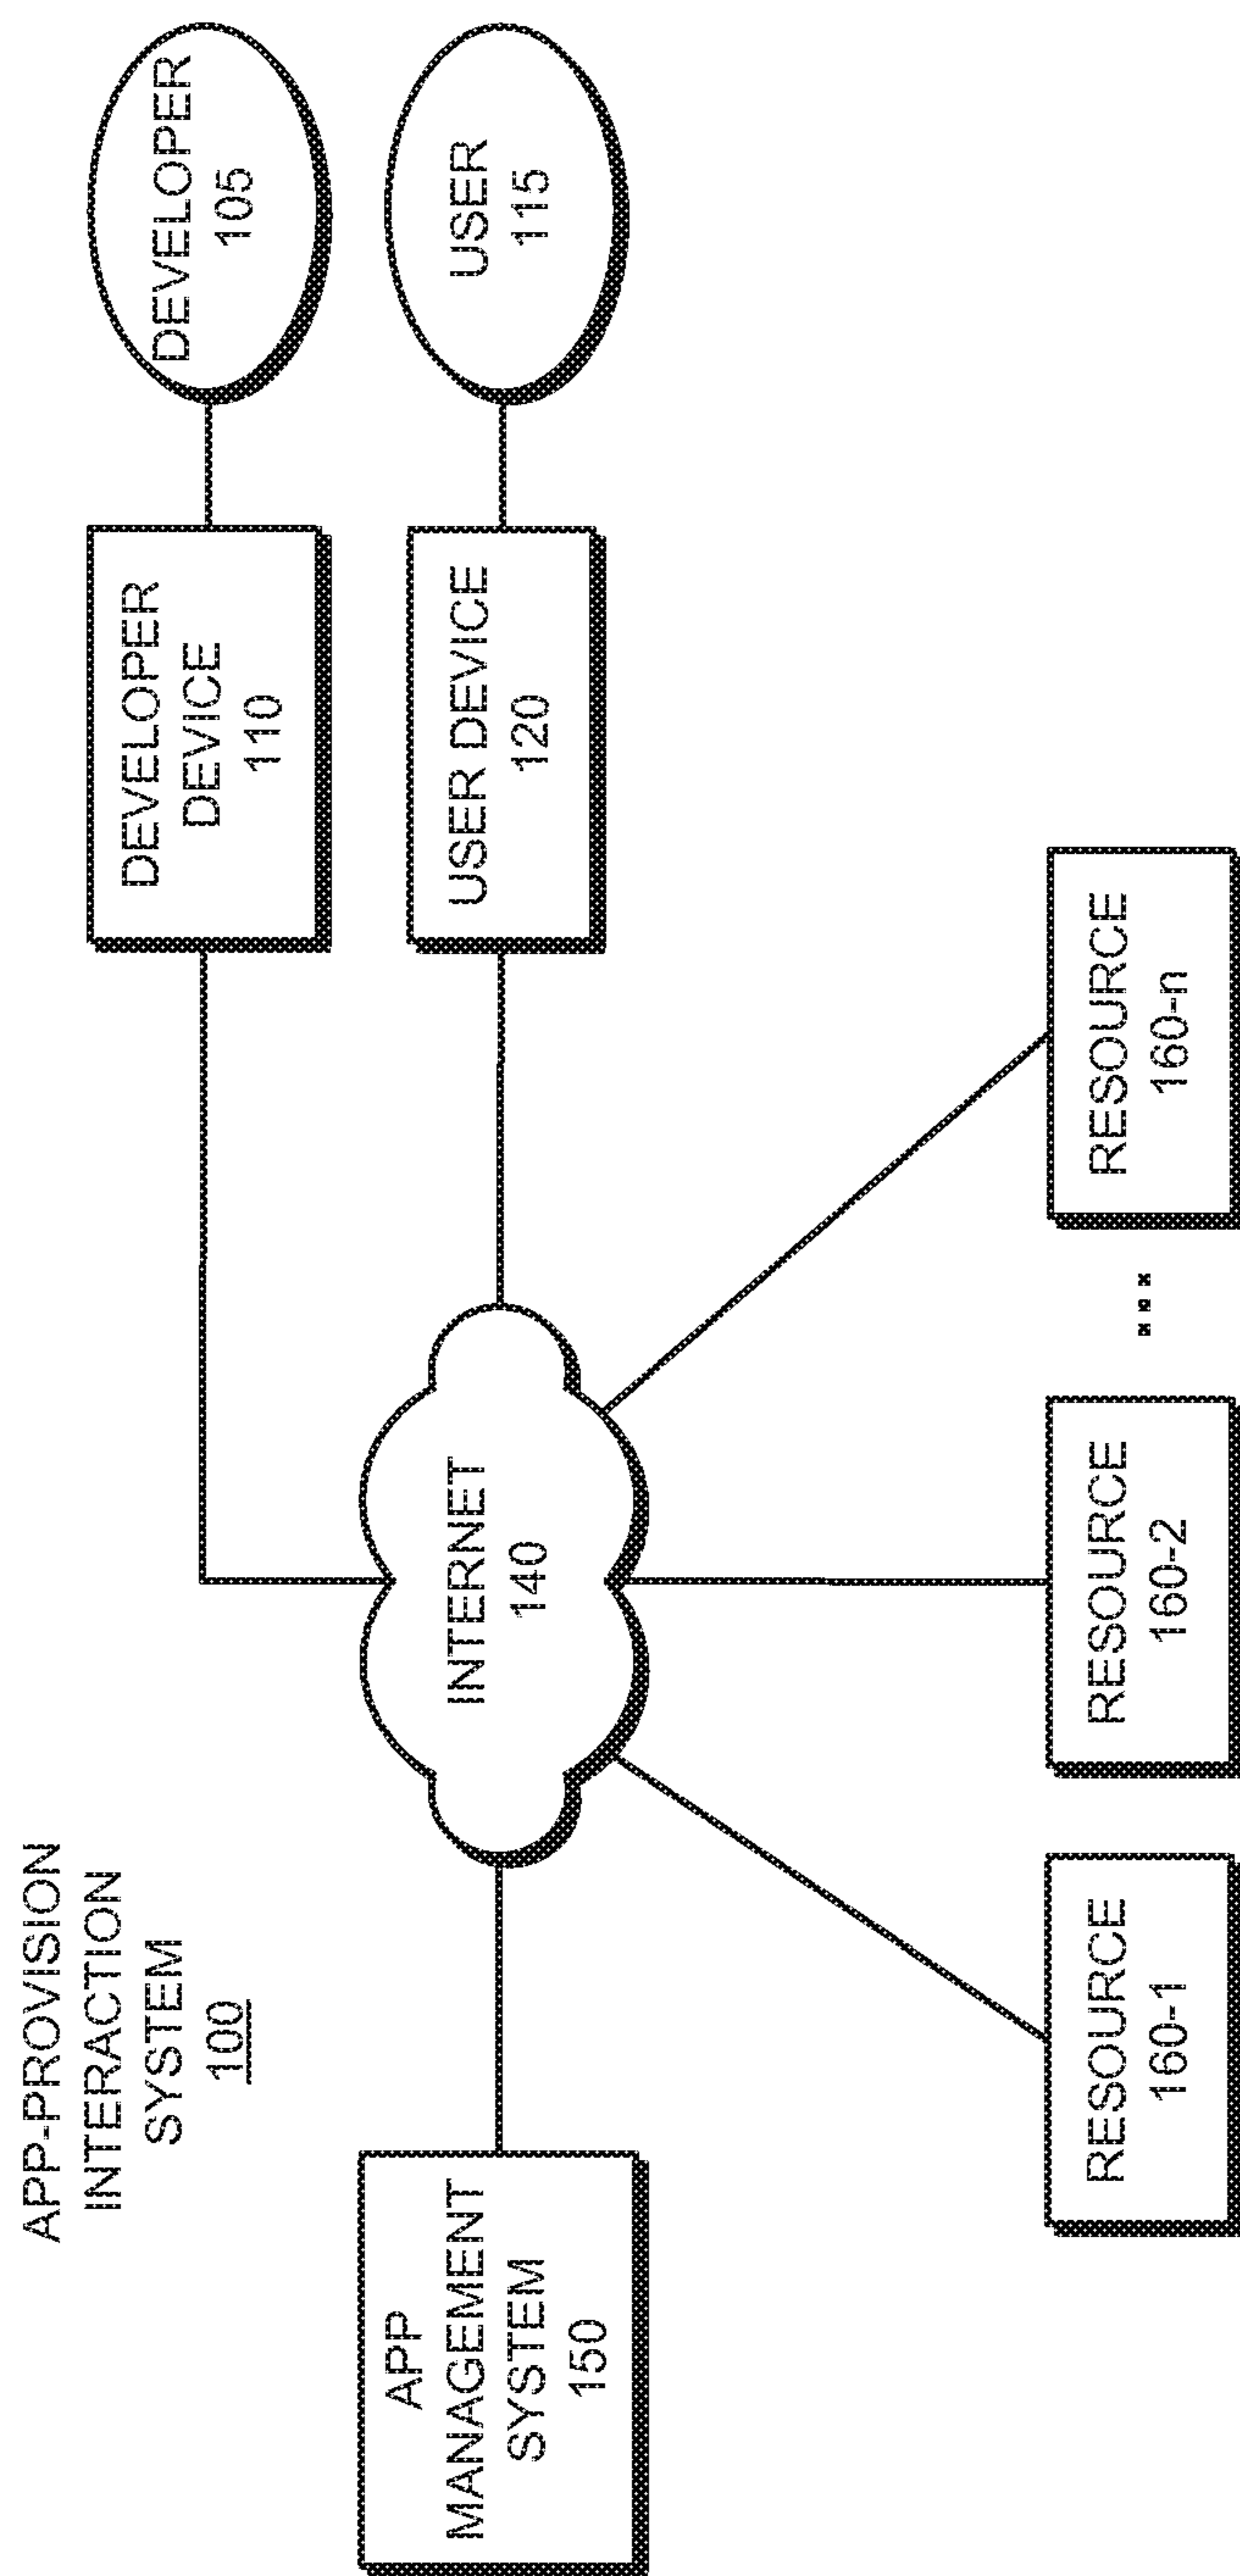 APP-PROVISION
INTERACTION
SYSTEM
100
DEVELOPER
DEVICE
110
DEVELOPER
105
APP
MANAGEMENT
SYSTEM
150
INTERNET
140
USER DEVICE
120
USER
115
RESOURCE
160-1
RESOURCE
160-2
...
RESOURCE
160-n